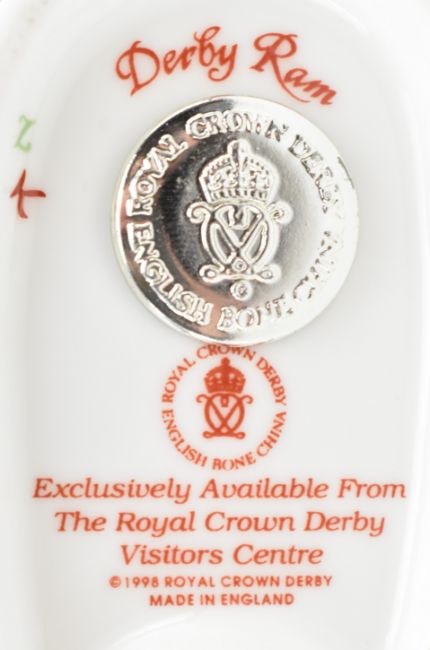 Derby Ram
ROYAL CROWN DERBY
ENGLISH BONE CHINA
ROYAL CROWN DERBY
ENGLISH BONE CHINA
Exclusively Available From
The Royal Crown Derby
Visitors Centre
©1998 ROYAL CROWN DERBY
MADE IN ENGLAND